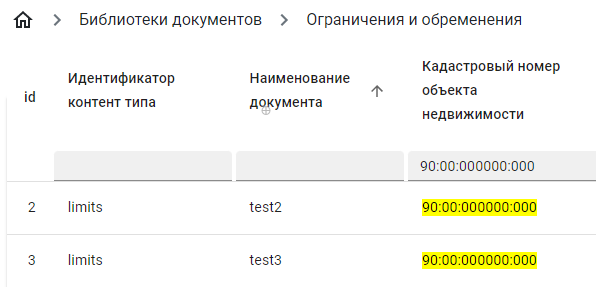 Библиотеки документов Ограничения и обременения
id Идентификатор контент типа Наименование документа Кадастровый номер объекта недвижимости
90:00:000000:000
2 limits test2 90:00:000000:000
3 limits test3 90:00:000000:000